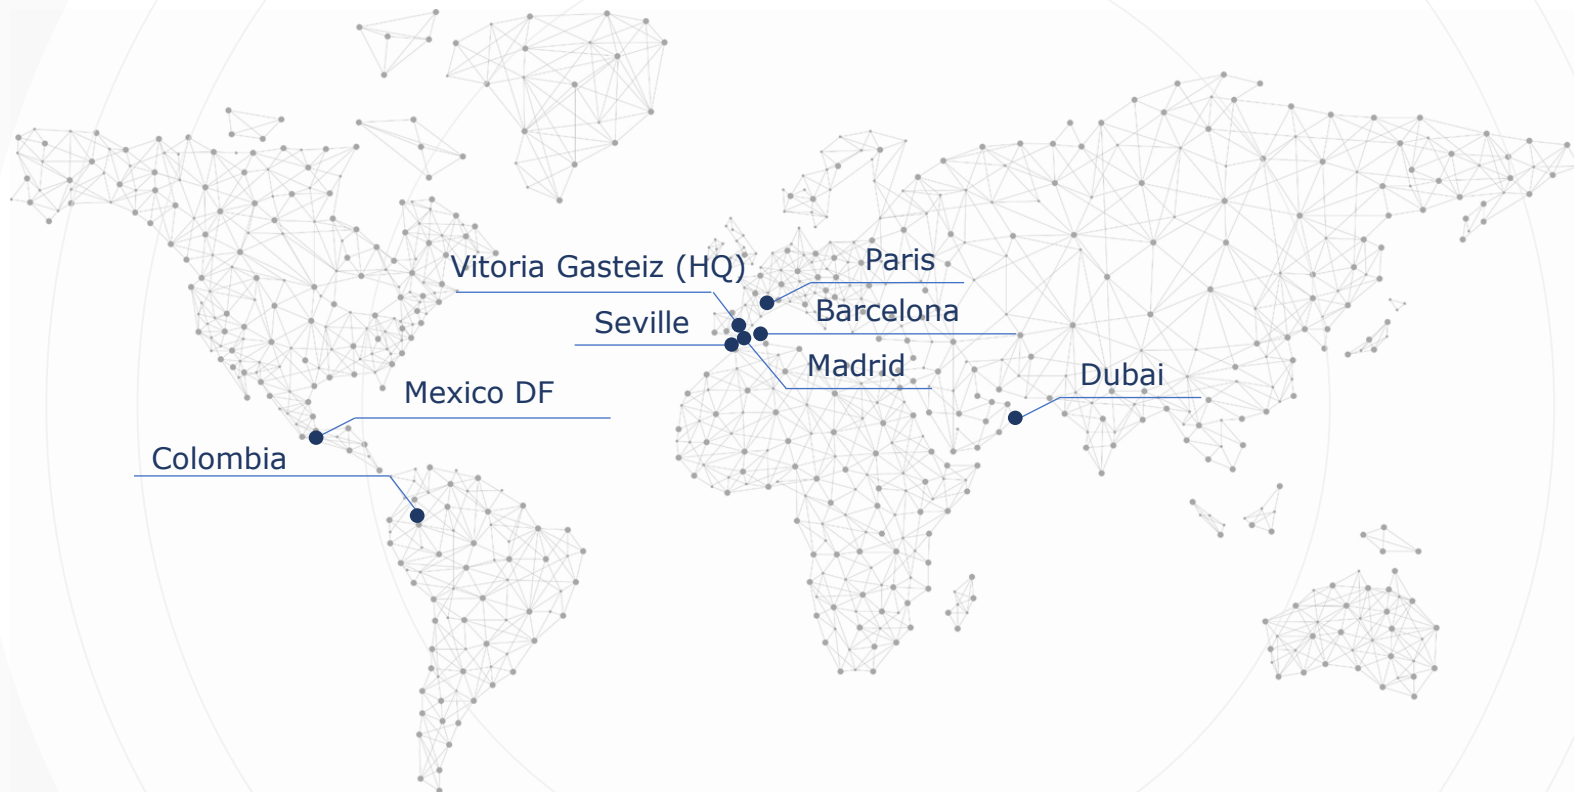 Vitoria Gasteiz (HQ)
Paris
Barcelona
Seville
Madrid
Dubai
Mexico DF
Colombia